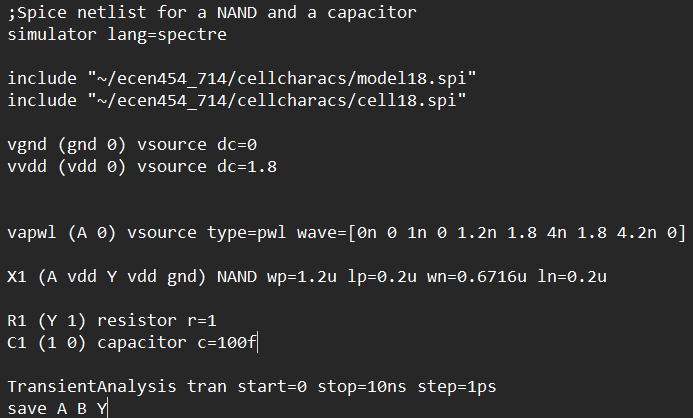 ;Spice netlist for a NAND and a capacitor
simulator lang=spectre
include "~/ecen454_714/cellcharacs/model18.spi"
include "~/ecen454_714/cellcharacs/cell18.spi"
vgnd (gnd 0) vsource dc=0
vvdd (vdd 0) vsource dc=1.8
vapwl (A 0) vsource type=pwl wave=[0n 0 1n 0 1.2n 1.8 4n 1.8 4.2n 0]
X1 (A vdd Y vdd gnd) NAND wp=1.2u lp=0.2u wn=0.6716u ln=0.2u
R1 (Y 1) resistor r=1
C1 (1 0) capacitor c=100f
TransientAnalysis tran start=0 stop=10ns step=1ps
save A B Y